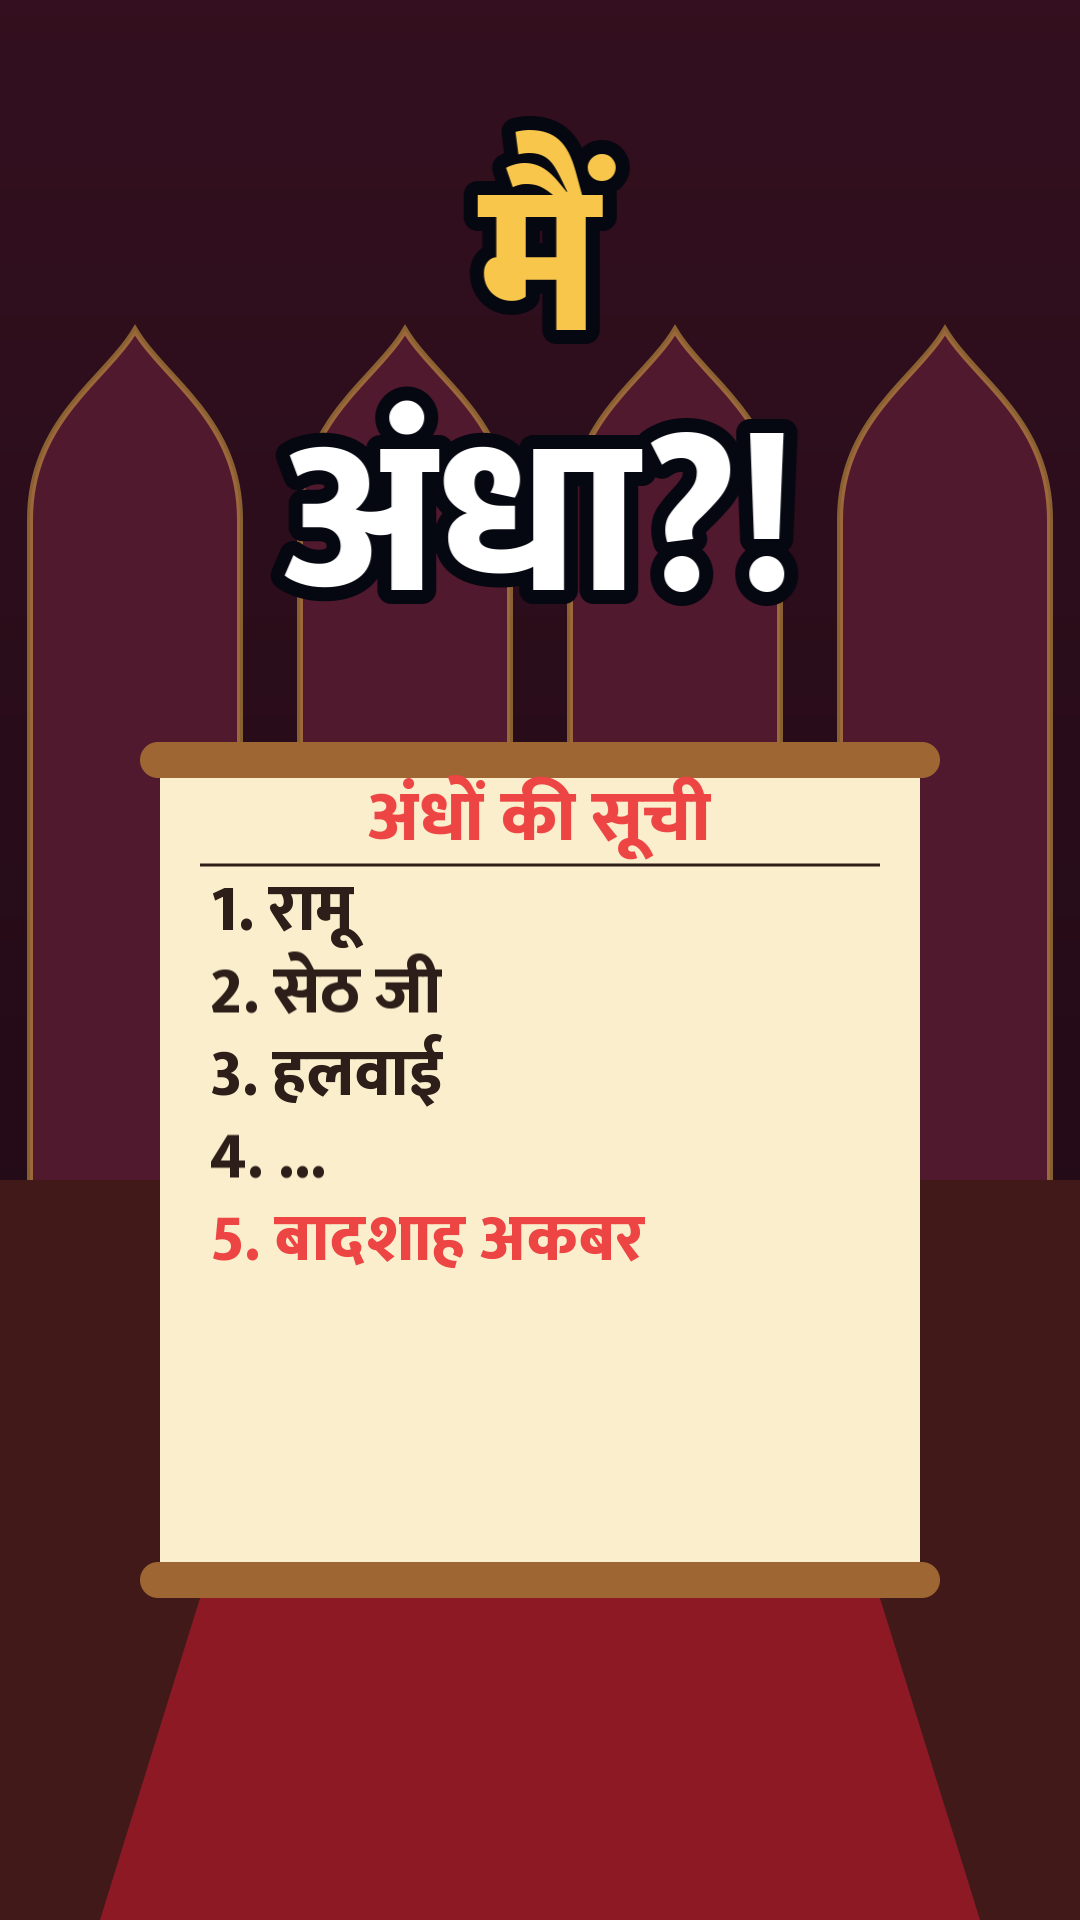 मैं
अंधा?!
अंधों की सूची
1. रामू
2. सेठ जी
3. हलवाई
4. ...
5. बादशाह अकबर